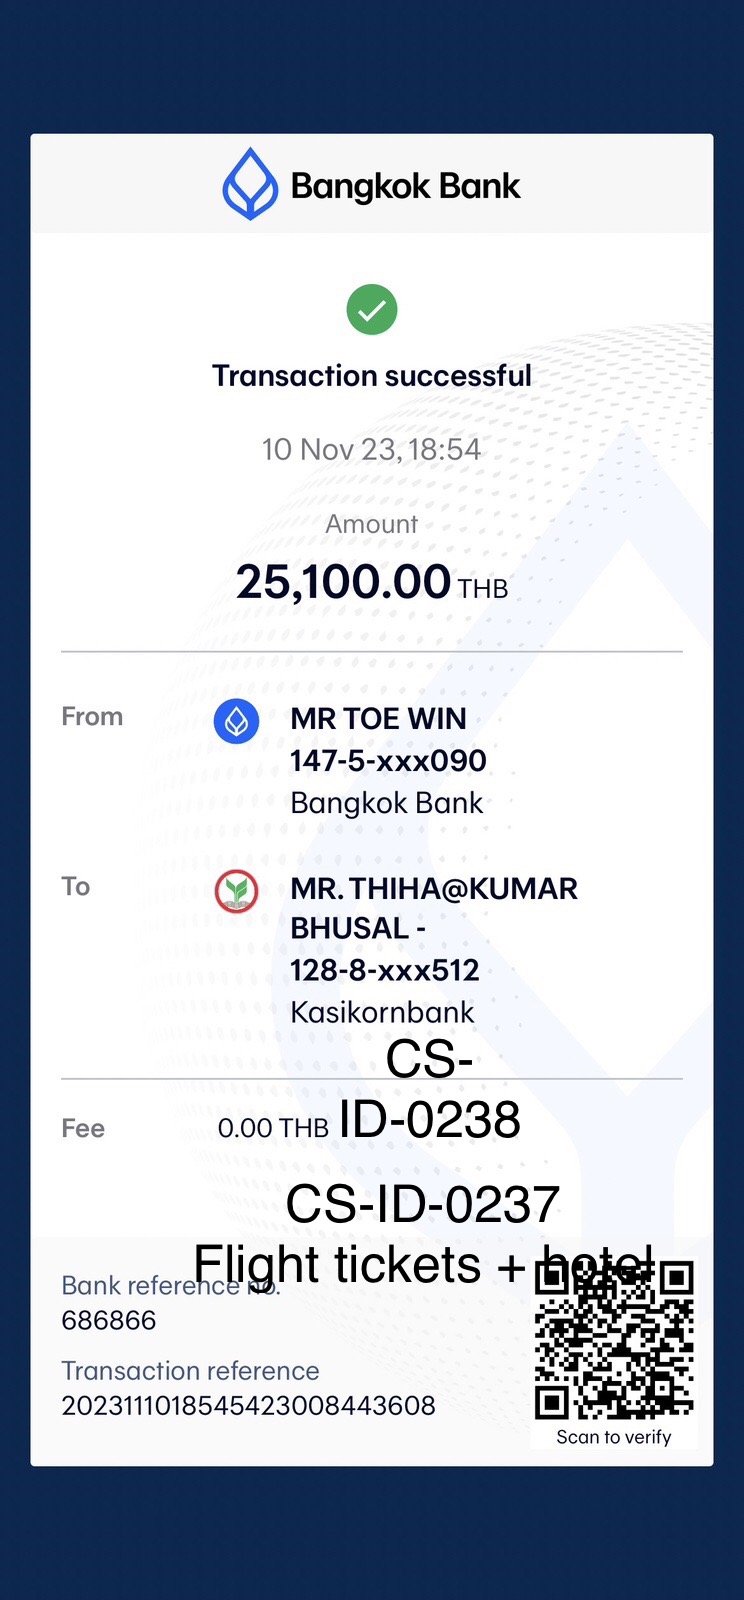 Bangkok Bank
Transaction successful
10 Nov 23, 18:54
Amount
25,100.00 THB
From
MR TOE WIN
147-5-xxx090
Bangkok Bank
To
MR. THIHA@KUMAR
BHUSAL -
128-8-xxx512
Kasikornbank
CS-
ID-0238
Fee
0.00 THB
CS-ID-0237
Flight tickets + hotel
Bank reference no.
686866
Transaction reference
2023111018545423008443608
Scan to verify